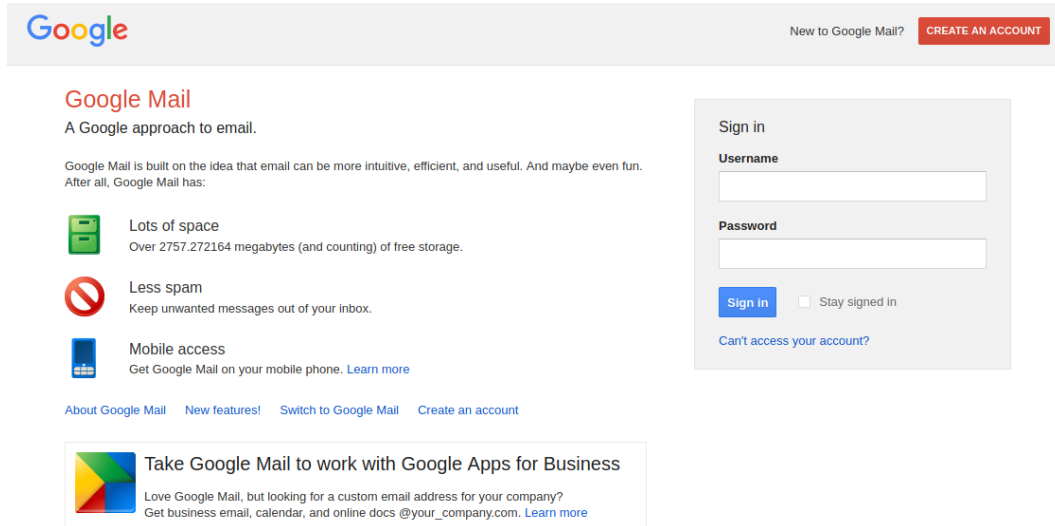 Google
New to Google Mail?
CREATE AN ACCOUNT
Google Mail
A Google approach to email.
Google Mail is built on the idea that email can be more intuitive, efficient, and useful. And maybe even fun.
After all, Google Mail has:
Lots of space
Over 2757.272164 megabytes (and counting) of free storage.
Less spam
Keep unwanted messages out of your inbox.
Mobile access
Get Google Mail on your mobile phone. Learn more
About Google Mail New features! Switch to Google Mail Create an account
Take Google Mail to work with Google Apps for Business
Love Google Mail, but looking for a custom email address for your company?
Get business email, calendar, and online docs @your_company.com. Learn more
Sign in
Username
Password
Sign in
Stay signed in
Can't access your account?